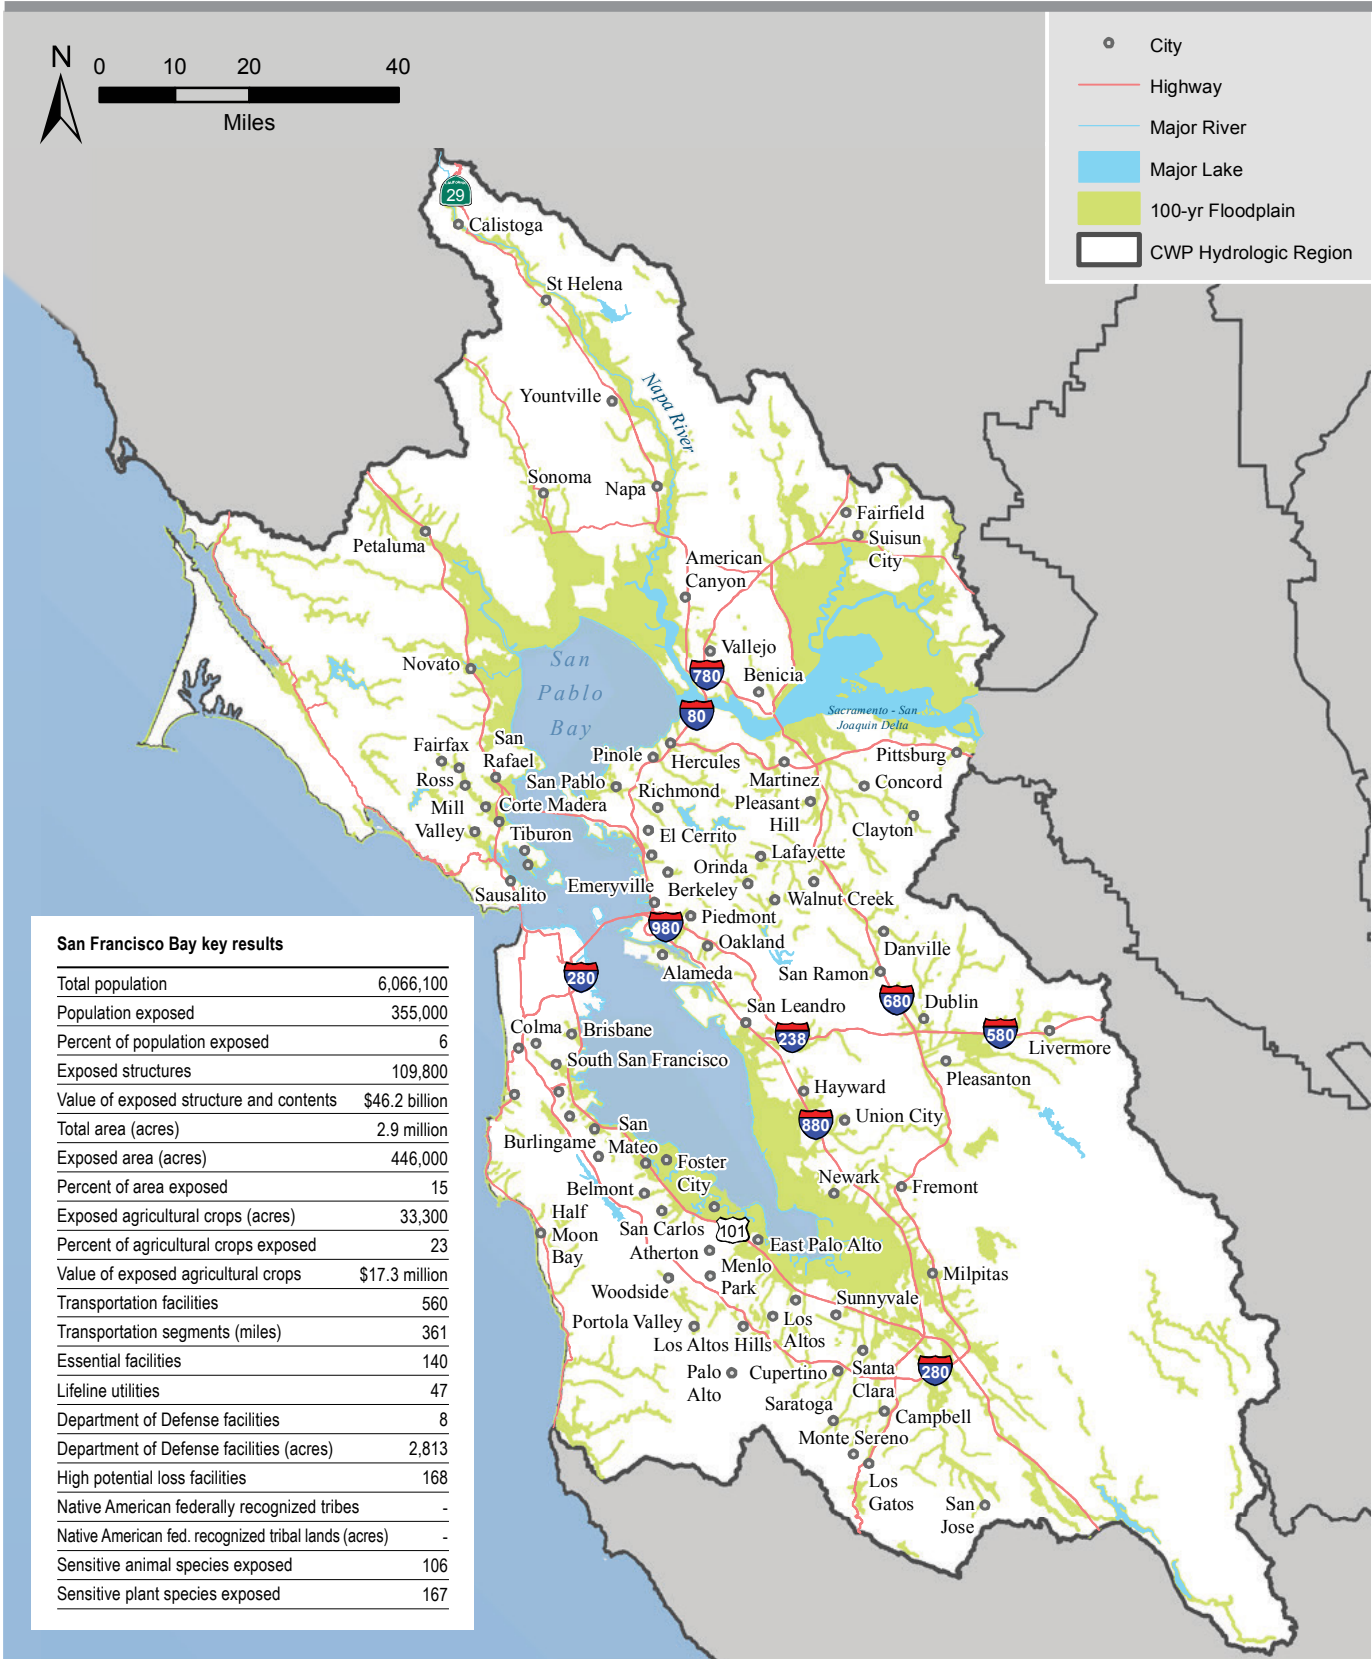 N
0 10 20 40
Miles
City
Highway
Major River
Major Lake
100-yr Floodplain
CWP Hydrologic Region
29
Calistoga
St Helena
Napa River
Yountville
Sonoma
Napa
Fairfield
Suisun
City
Petaluma
American
Canyon
Vallejo
Novato
San
Pablo
Bay
780
Benicia
80
Sacramento - San
Joaquin Delta
Fairfax
San
Rafael
Pinole
Hercules
Pittsburg
Ross
San Pablo
Richmond
Martinez
Concord
Mill
Valley
Corte Madera
Pleasant
Hill
Clayton
Tiburon
El Cerrito
Lafayette
Orinda
Sausalito
Emeryville
Berkeley
Walnut Creek
980
Piedmont
Oakland
Danville
Alameda
San Ramon
280
680
Dublin
San Leandro
238
580
Livermore
Colma
Brisbane
South San Francisco
Pleasanton
Hayward
880
Union City
Burlingame
San
Mateo
Foster
City
Belmont
Newark
Fremont
Half
Moon
Bay
San Carlos
101
East Palo Alto
Atherton
Menlo
Park
Milpitas
Woodside
Sunnyvale
Portola Valley
Los
Altos
Los Altos Hills
Palo
Alto
Cupertino
Santa
Clara
280
Saratoga
Campbell
Monte Sereno
Los
Gatos
San
Jose
San Francisco Bay key results
Total population 6,066,100
Population exposed 355,000
Percent of population exposed 6
Exposed structures 109,800
Value of exposed structure and contents $46.2 billion
Total area (acres) 2.9 million
Exposed area (acres) 446,000
Percent of area exposed 15
Exposed agricultural crops (acres) 33,300
Percent of agricultural crops exposed 23
Value of exposed agricultural crops $17.3 million
Transportation facilities 560
Transportation segments (miles) 361
Essential facilities 140
Lifeline utilities 47
Department of Defense facilities 8
Department of Defense facilities (acres) 2,813
High potential loss facilities 168
Native American federally recognized tribes -
Native American fed. recognized tribal lands (acres) -
Sensitive animal species exposed 106
Sensitive plant species exposed 167